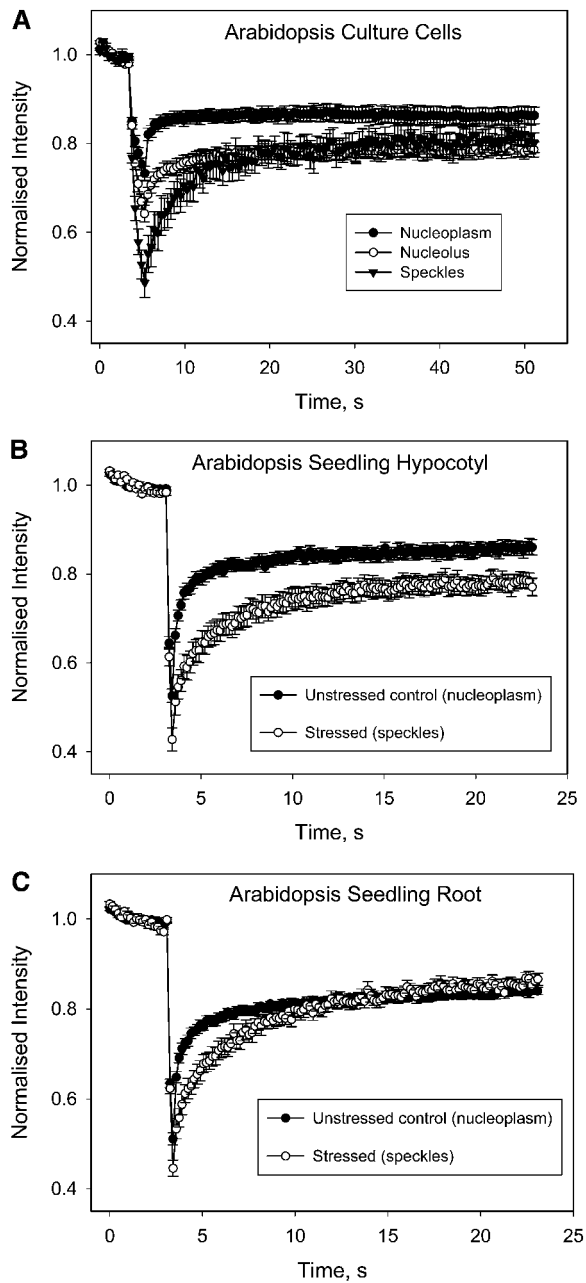 A
Arabidopsis Culture Cells
Normalised Intensity
1.0
0.8
0.6
0.4
Nucleoplasm
Nucleolus
Speckles
0 10 20 30 40 50
Time, s
B
Arabidopsis Seedling Hypocotyl
Normalised Intensity
1.0
0.8
0.6
0.4
Unstressed control (nucleoplasm)
Stressed (speckles)
0 5 10 15 20 25
Time, s
C
Arabidopsis Seedling Root
Normalised Intensity
1.0
0.8
0.6
0.4
Unstressed control (nucleoplasm)
Stressed (speckles)
0 5 10 15 20 25
Time, s